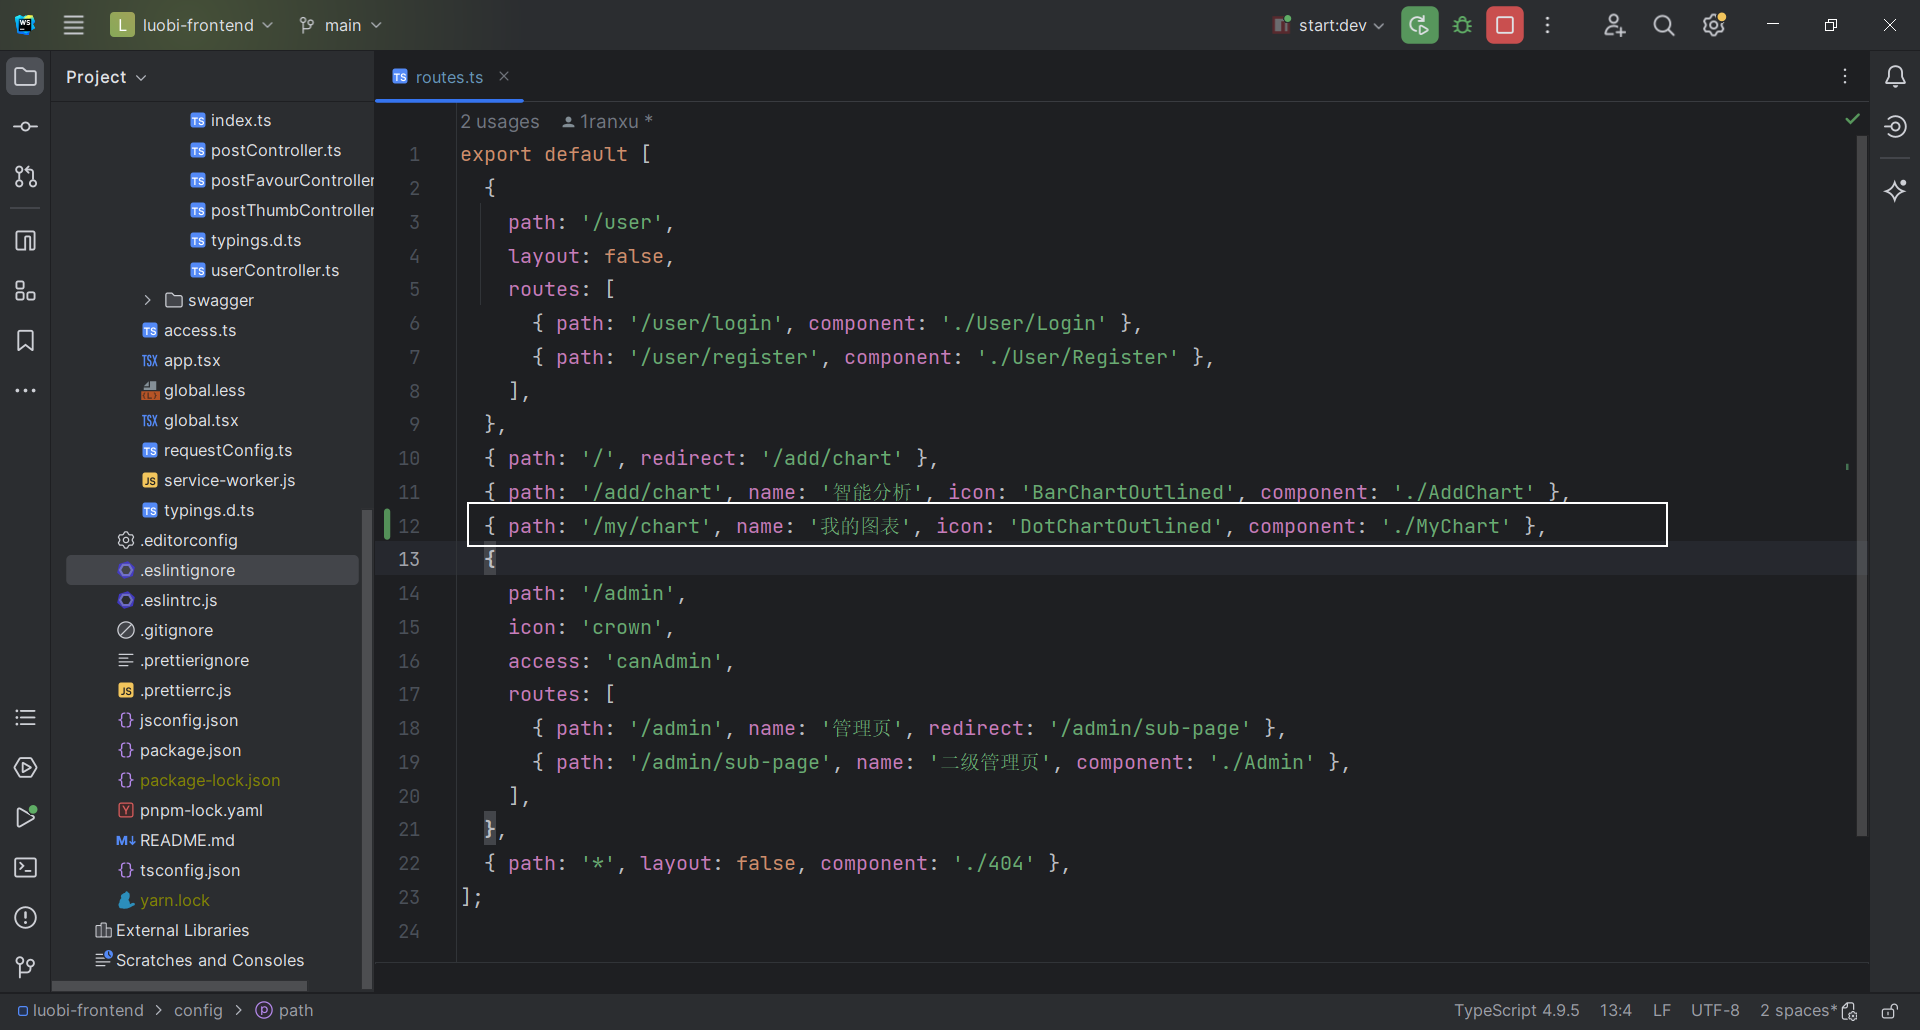 L luobi-frontend main start:dev
Project
index.ts
postController.ts
postFavourController
postThumbController
typings.d.ts
userController.ts
swagger
access.ts
app.tsx
global.less
global.tsx
requestConfig.ts
service-worker.js
typings.d.ts
.editorconfig
.eslintignore
.eslintrc.js
.gitignore
.prettierignore
.prettierrc.js
jsconfig.json
package.json
package-lock.json
pnpm-lock.yaml
README.md
tsconfig.json
yarn.lock
External Libraries
Scratches and Consoles
routes.ts
2 usages 1ranxu *
1 export default [
2 {
3 path: '/user',
4 layout: false,
5 routes: [
6 { path: '/user/login', component: './User/Login' },
7 { path: '/user/register', component: './User/Register' },
8 ],
9 },
10 { path: '/', redirect: '/add/chart' },
11 { path: '/add/chart', name: '智能分析', icon: 'BarChartOutlined', component: './AddChart' },
12 { path: '/my/chart', name: '我的图表', icon: 'DotChartOutlined', component: './MyChart' },
13 {
14 path: '/admin',
15 icon: 'crown',
16 access: 'canAdmin',
17 routes: [
18 { path: '/admin', name: '管理页', redirect: '/admin/sub-page' },
19 { path: '/admin/sub-page', name: '二级管理页', component: './Admin' },
20 ],
21 },
22 { path: '*', layout: false, component: './404' },
23 ];
24
luobi-frontend > config > path
TypeScript 4.9.5 13:4 LF UTF-8 2 spaces*